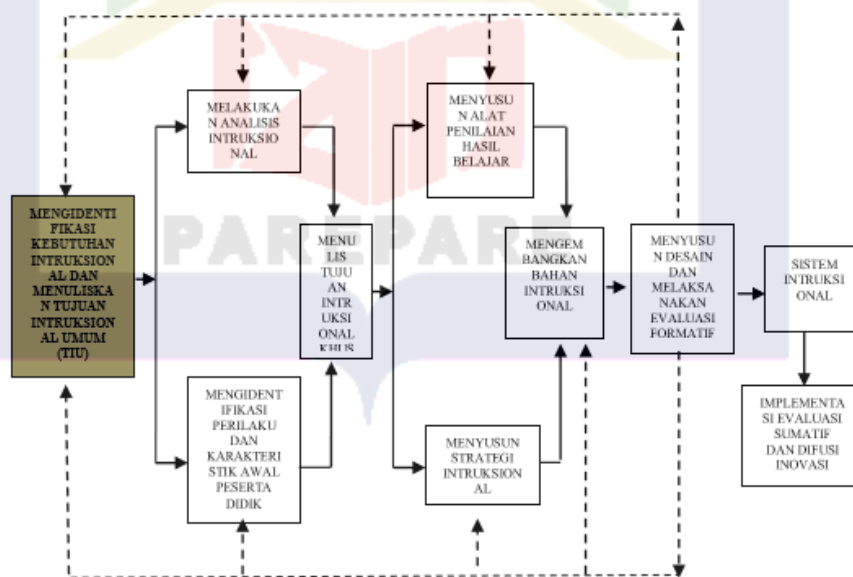 MENGIDENTI
FIKASI
KEBUTUHAN
INTRUKSION
AL DAN
MENULISKA
N TUJUAN
INTRUKSION
AL UMUM
(TIU)
MELAKUKA
N ANALISIS
INTRUKSIO
NAL
MENGIDENT
IFIKASI
PERILAKU
DAN
KARAKTERI
STIK AWAL
PESERTA
DIDIK
MENU
LIS
TUJU
AN
INTR
UKSI
ONAL
KHUS
MENYUSU
N ALAT
PENILAIAN
HASIL
BELAJAR
MENYUSUN
STRATEGI
INTRUKSION
AL
MENGEM
BANGKAN
BAHAN
INTRUKSI
ONAL
MENYUSU
N DESAIN
DAN
MELAKSA
NAKAN
EVALUASI
FORMATIF
SISTEM
INTRUKSI
ONAL
IMPLEMENTA
SI EVALUASI
SUMATIF
DAN DIFUSI
INOVASI
PAREPARE